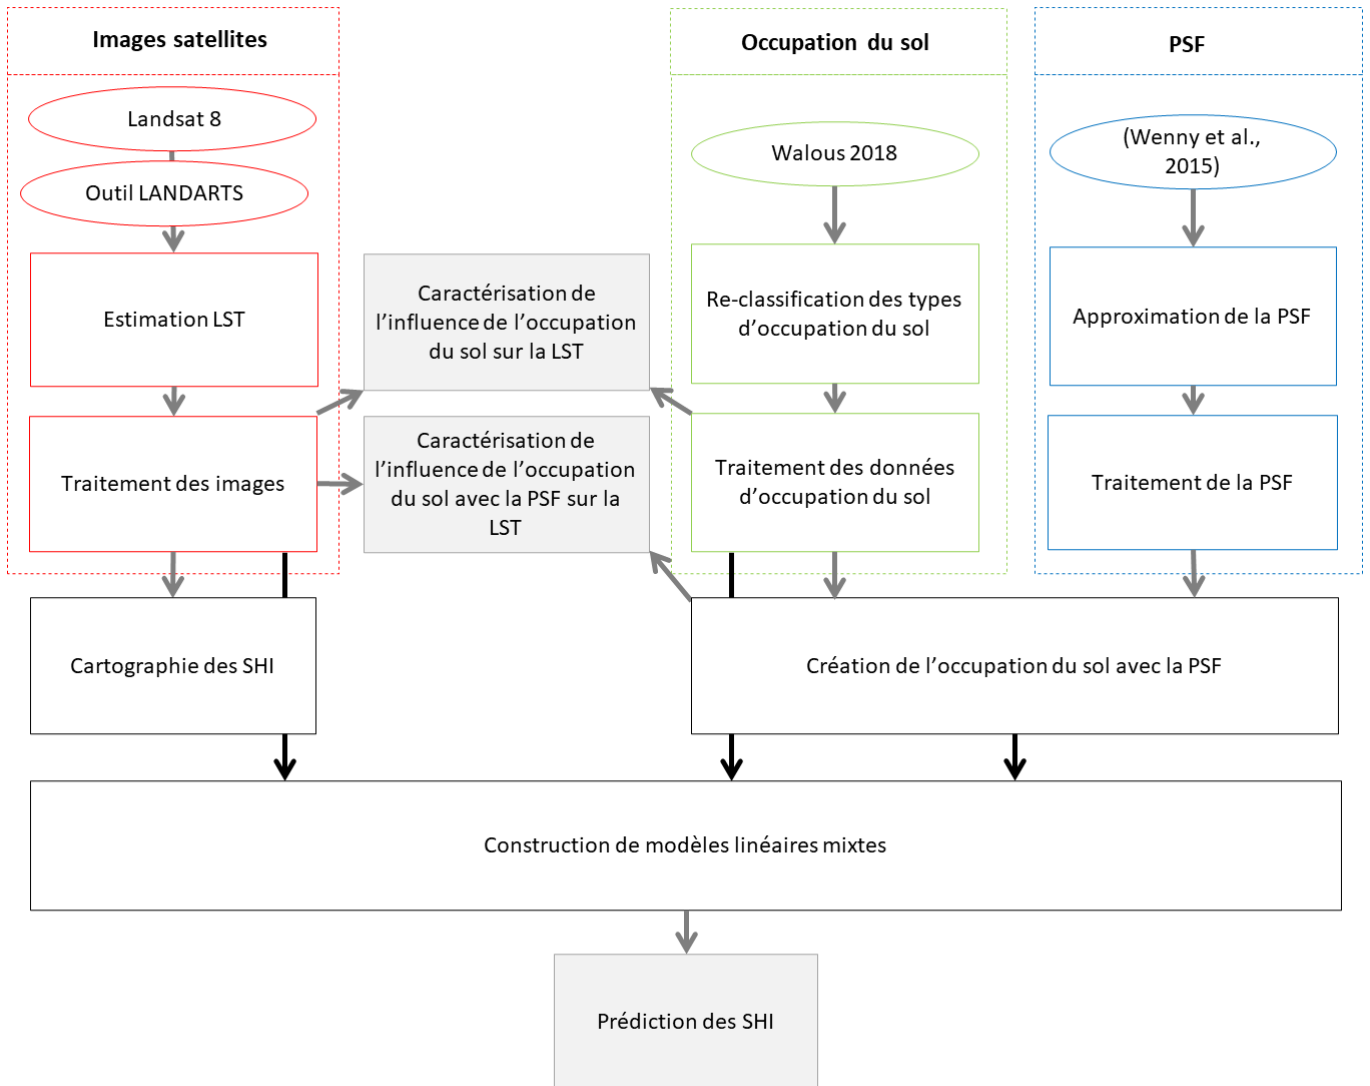 Images satellites
Landsat 8
Outil LANDARTS
Estimation LST
Traitement des images
Cartographie des SHI
Caractérisation de
l’influence de l’occupation
du sol sur la LST
Caractérisation de
l’influence de l’occupation
du sol avec la PSF sur la
LST
Occupation du sol
Walous 2018
Re-classification des types
d’occupation du sol
Traitement des données
d’occupation du sol
PSF
(Wenny et al.,
2015)
Approximation de la PSF
Traitement de la PSF
Création de l’occupation du sol avec la PSF
Construction de modèles linéaires mixtes
Prédiction des SHI